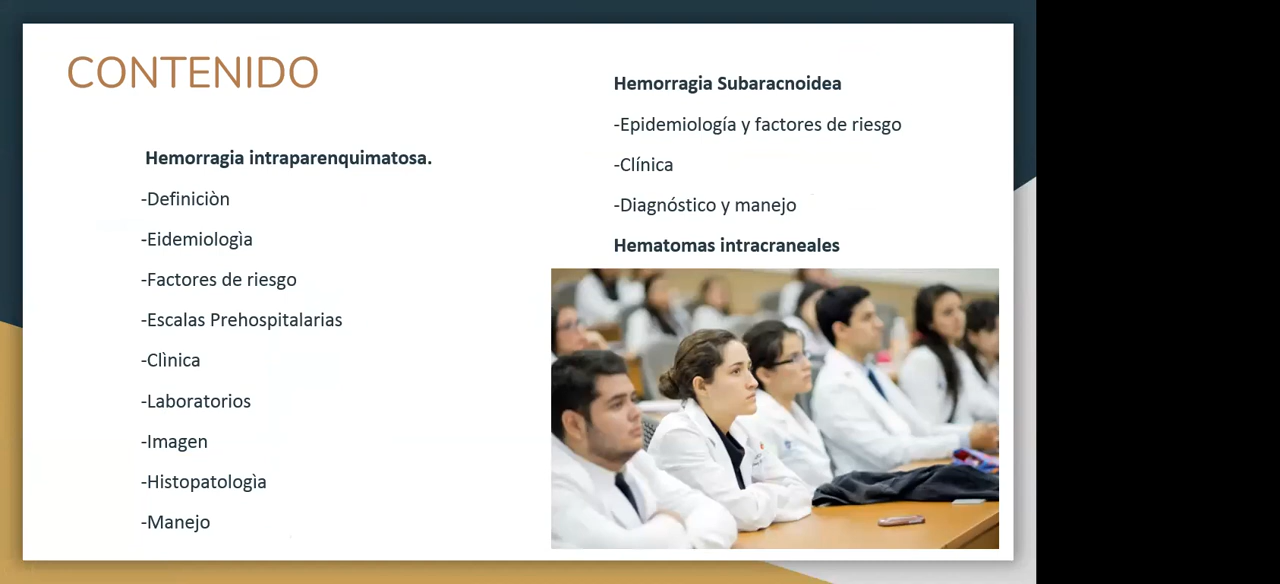 CONTENIDO
Hemorragia intraparenquimatosa.
-Definiciòn
-Eidemiologìa
-Factores de riesgo
-Escalas Prehospitalarias
-Clìnica
-Laboratorios
-Imagen
-Histopatologìa
-Manejo
Hemorragia Subaracnoidea
-Epidemiología y factores de riesgo
-Clínica
-Diagnóstico y manejo
Hematomas intracraneales